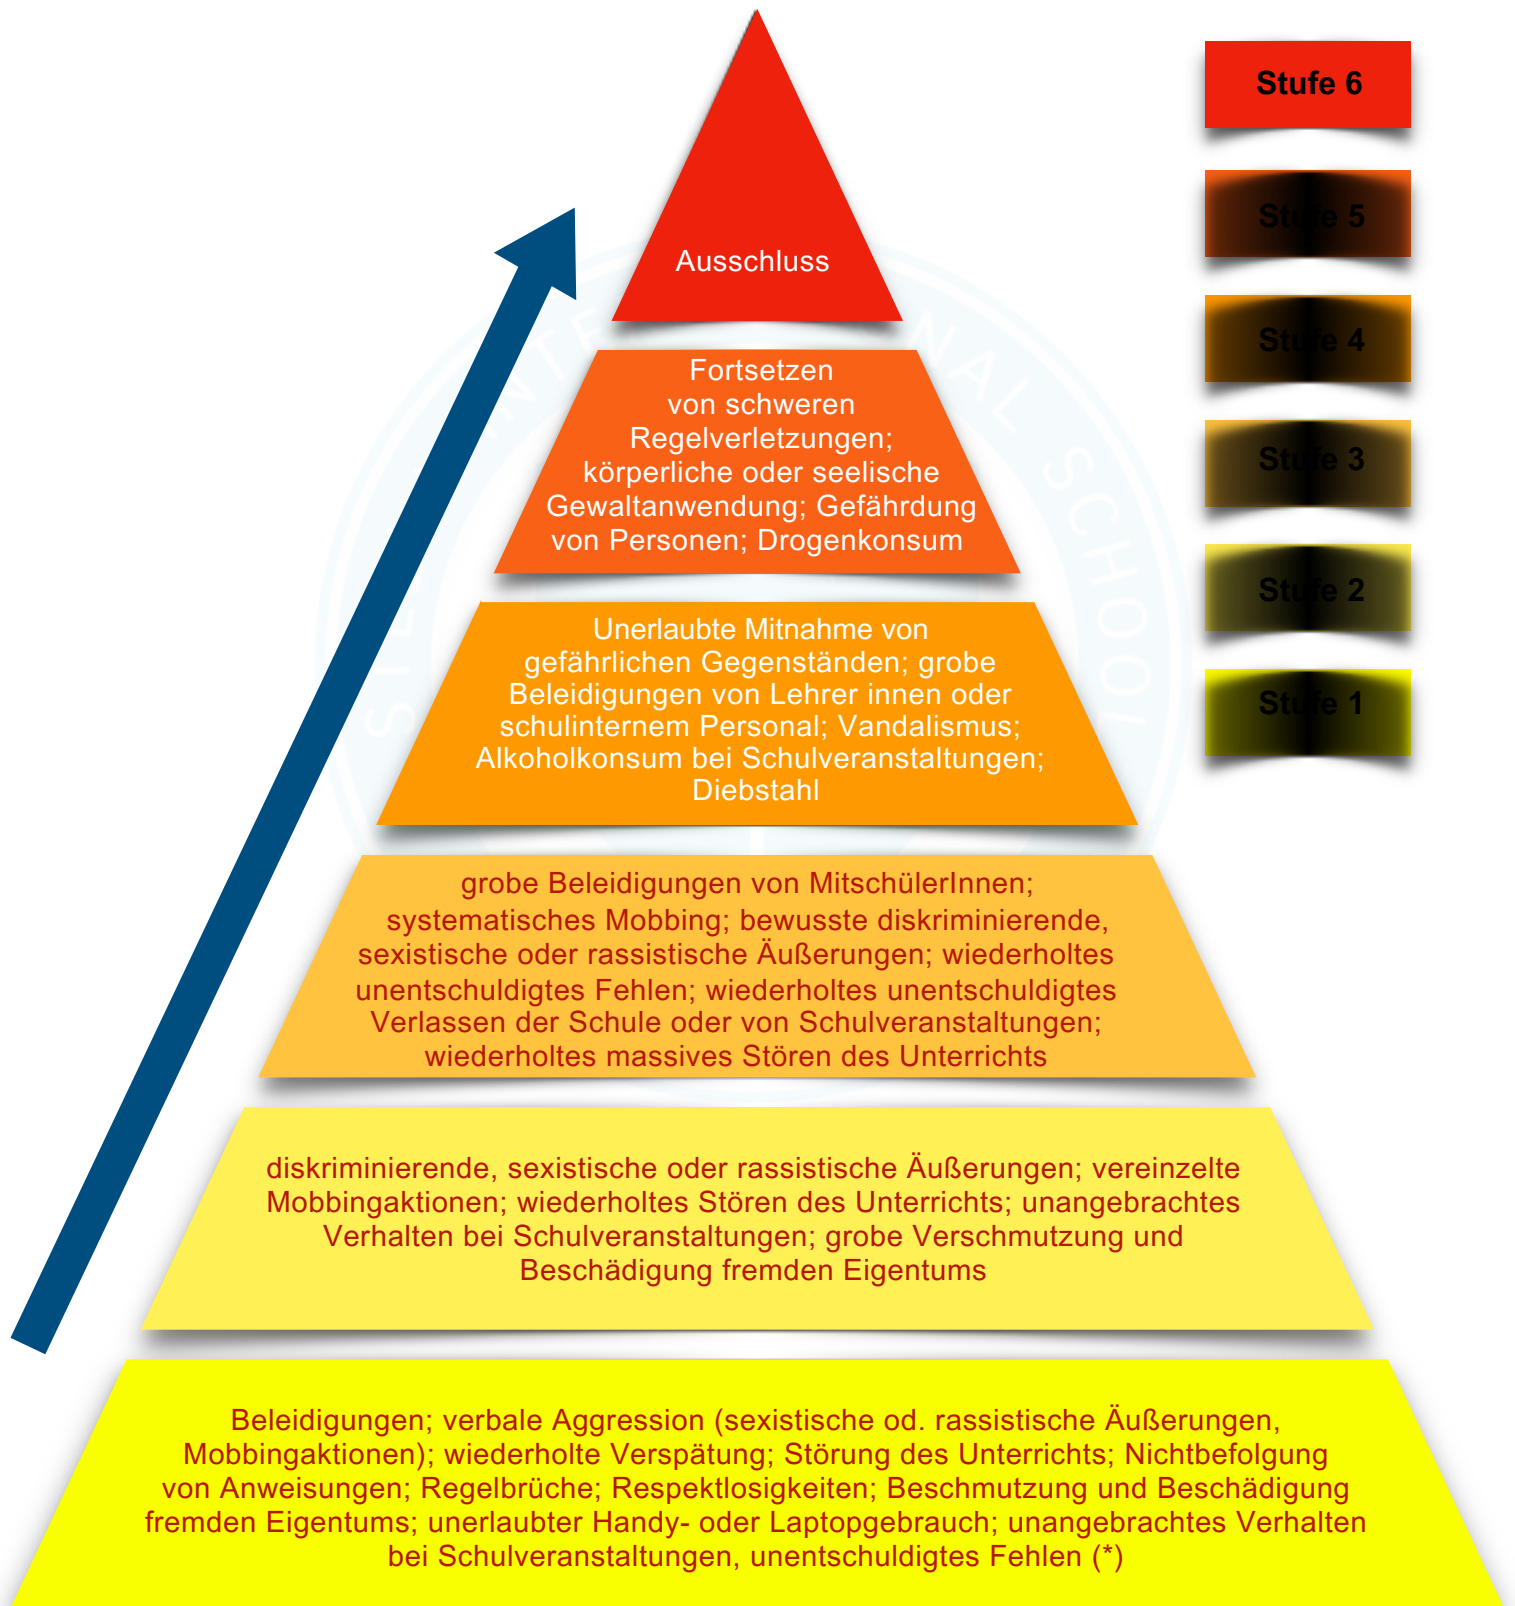 Stufe 6
Stufe 5
Ausschluss
Stufe 4
Fortsetzen
von schweren
Regelverletzungen;
körperliche oder seelische
Gewaltanwendung; Gefährdung
von Personen; Drogenkonsum
Stufe 3
Stufe 2
Unerlaubte Mitnahme von
gefährlichen Gegenständen; grobe
Beleidigungen von Lehrer innen oder
schulinternem Personal; Vandalismus;
Alkoholkonsum bei Schulveranstaltungen;
Diebstahl
Stufe 1
grobe Beleidigungen von MitschülerInnen;
systematisches Mobbing; bewusste diskriminierende,
sexistische oder rassistische Äußerungen; wiederholtes
unentschuldigtes Fehlen; wiederholtes unentschuldigtes
Verlassen der Schule oder von Schulveranstaltungen;
wiederholtes massives Stören des Unterrichts
diskriminierende, sexistische oder rassistische Äußerungen; vereinzelte
Mobbingaktionen; wiederholtes Stören des Unterrichts; unangebrachtes
Verhalten bei Schulveranstaltungen; grobe Verschmutzung und
Beschädigung fremden Eigentums
Beleidigungen; verbale Aggression (sexistische od. rassistische Äußerungen,
Mobbingaktionen); wiederholte Verspätung; Störung des Unterrichts; Nichtbefolgung
von Anweisungen; Regelbrüche; Respektlosigkeiten; Beschmutzung und Beschädigung
fremden Eigentums; unerlaubter Handy- oder Laptopgebrauch; unangebrachtes Verhalten
bei Schulveranstaltungen, unentschuldigtes Fehlen (*)
SCHOOL